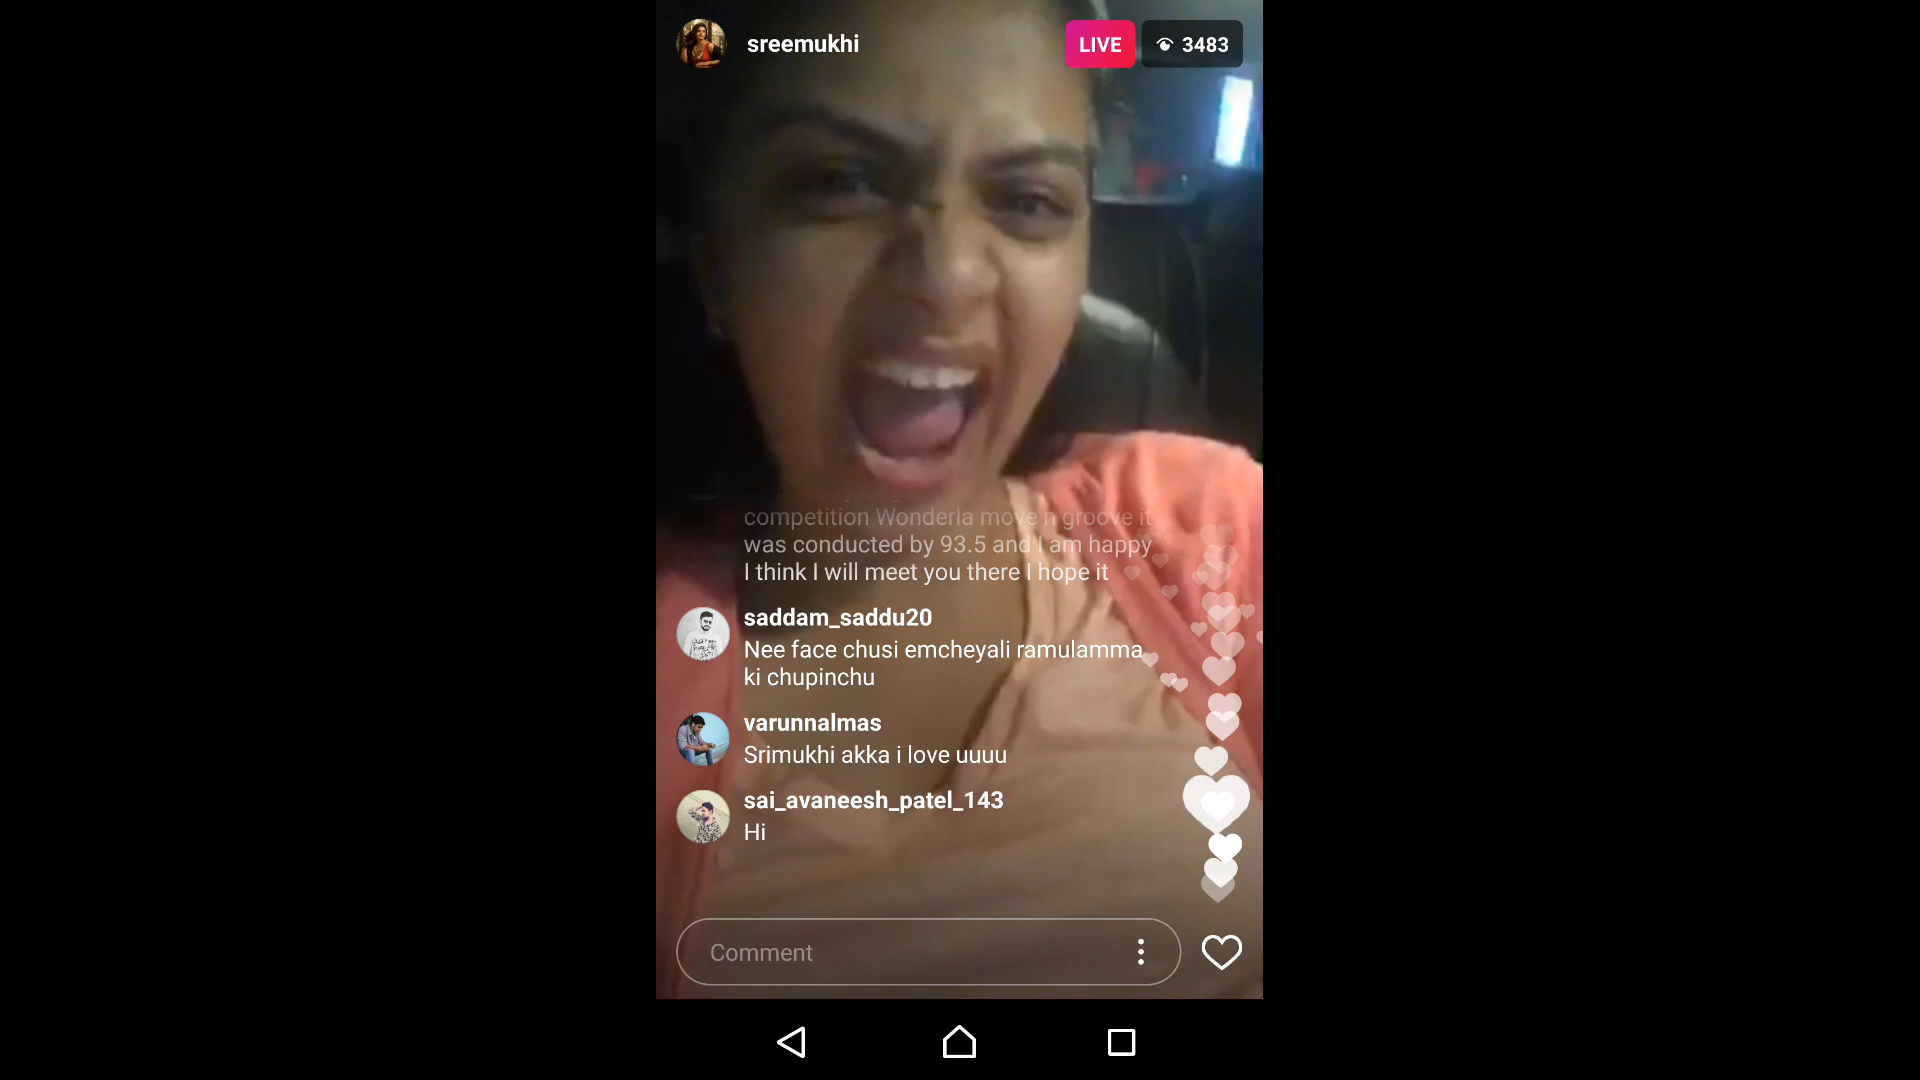 sreemukhi
LIVE
3483
competition Wonderla move n groove it
was conducted by 93.5 and I am happy
I think I will meet you there I hope it
saddam_saddu20
Nee face chusi emcheyali ramulamma
ki chupinchu
varunnalmas
Srimukhi akka i love uuuu
sai_avaneesh_patel_143
Hi
Comment